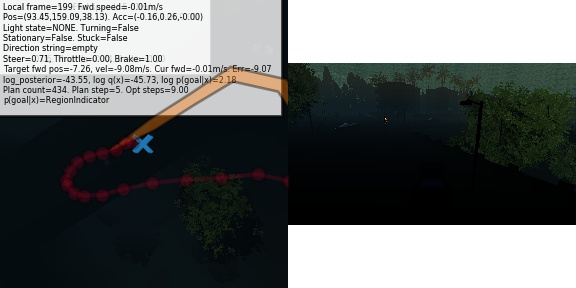 Local frame=199. Fwd speed=-0.01m/s
Pos=(93.45,159.09,38.13). Acc=(-0.16,0.26,-0.00)
Light state=NONE. Turning=False
Stationary=False. Stuck=False
Direction string=empty
Steer=0.71, Throttle=0.00, Brake=1.00
Target fwd pos=-7.26, vel=-9.08m/s. Cur fwd=-0.01m/s. Err=-9.07
log_posterior=-43.55, log q(x)=-45.73, log p(goal|x)=2.18
Plan count=434. Plan step=5. Opt steps=9.00
p(goal|x)=RegionIndicator